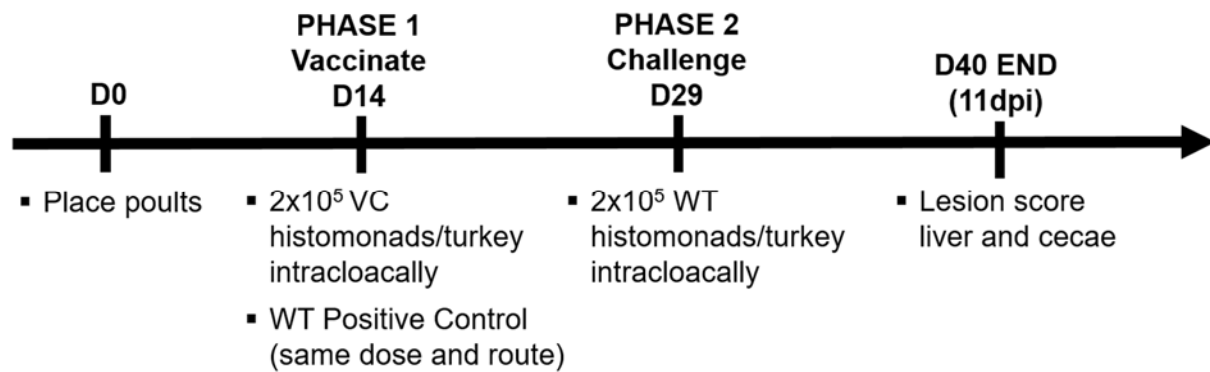 PHASE 1
Vaccinate
D14
PHASE 2
Challenge
D29
D0
D40 END
(11dpi)
▪ Place poults
▪ 2x10⁵ VC
histomonads/turkey
intracloacally
▪ WT Positive Control
(same dose and route)
▪ 2x10⁵ WT
histomonads/turkey
intracloacally
▪ Lesion score
liver and cecae